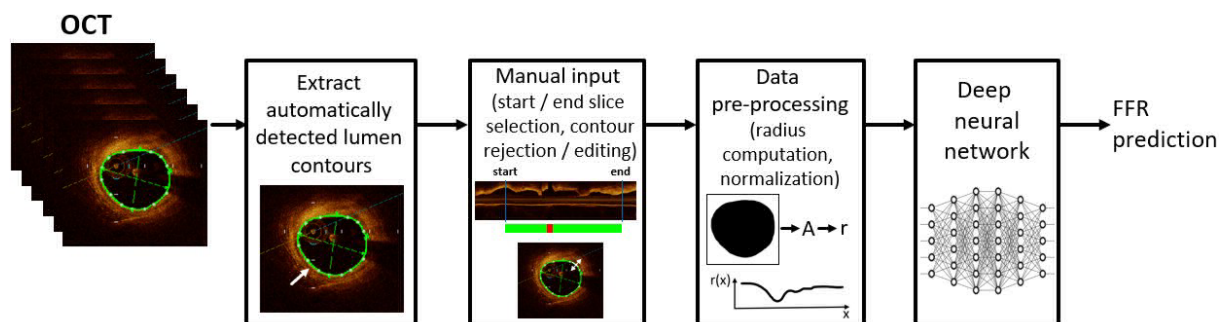 OCT
Extract
automatically
detected lumen
contours
Manual input
(start / end slice
selection, contour
rejection / editing)
start end
Data
pre-processing
(radius
computation,
normalization)
A r
r(x)
x
Deep
neural
network
FFR
prediction